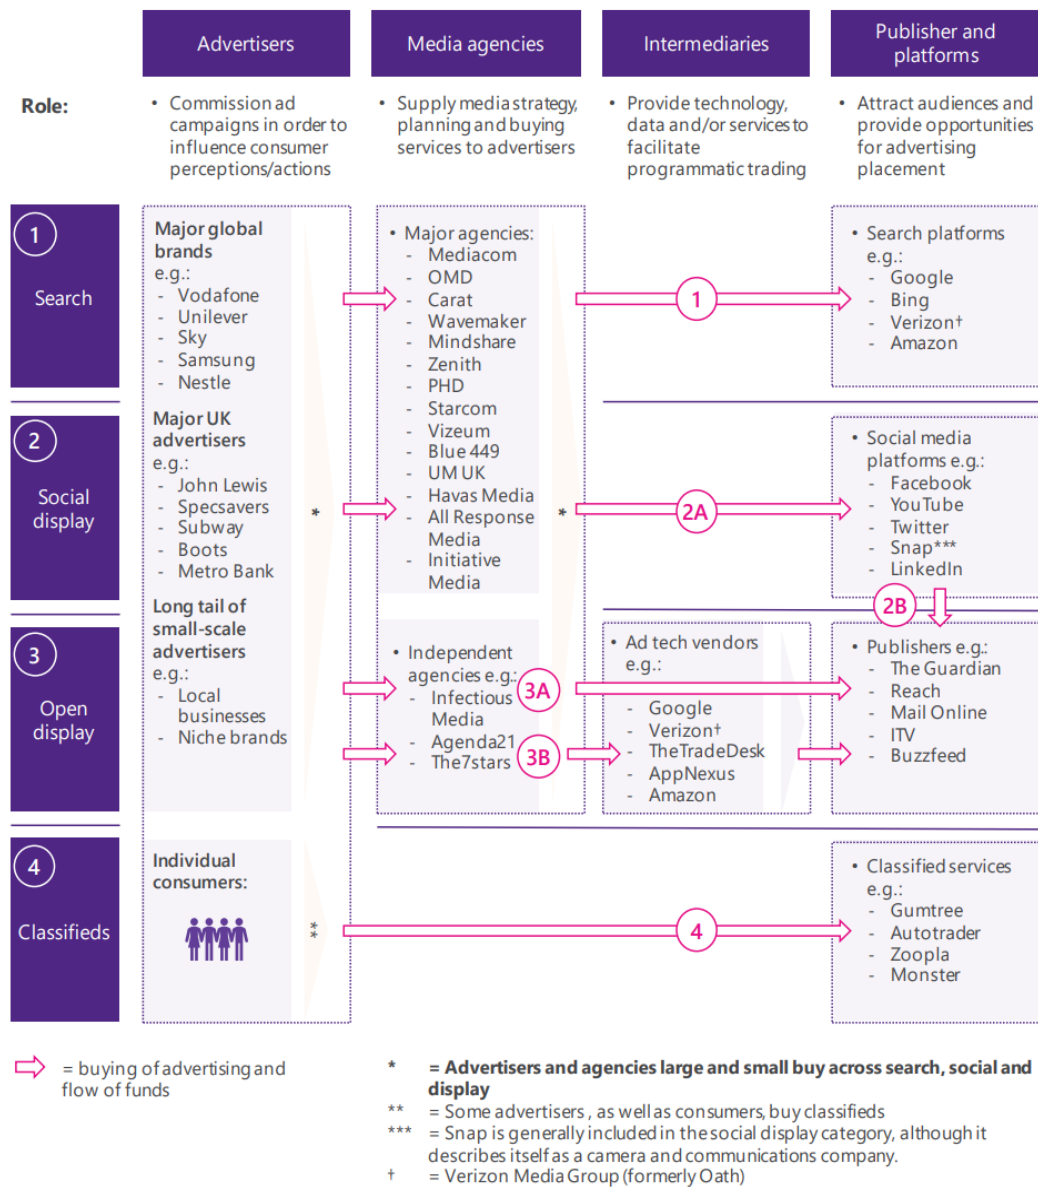 Advertisers
Media agencies
Intermediaries
Publisher and
platforms
Role:
• Commission ad
campaigns in order to
influence consumer
perceptions/actions
• Supply media strategy,
planning and buying
services to advertisers
• Provide technology,
data and/or services to
facilitate
programmatic trading
• Attract audiences and
provide opportunities
for advertising
placement
1
Search
Major global
brands
e.g.:
- Vodafone
- Unilever
- Sky
- Samsung
- Nestle
Major UK
advertisers
e.g.:
- John Lewis
- Specsavers
- Subway
- Boots
- Metro Bank
Long tail of
small-scale
advertisers
e.g.:
- Local
businesses
- Niche brands
*
• Major agencies:
- Mediacom
- OMD
- Carat
- Wavemaker
- Mindshare
- Zenith
- PHD
- Starcom
- Vizeum
- Blue 449
- UM UK
- Havas Media
- All Response
Media
- Initiative
Media
*
1
• Search platforms
e.g.:
- Google
- Bing
- Verizon†
- Amazon
2
Social
display
2A
• Social media
platforms e.g.:
- Facebook
- YouTube
- Twitter
- Snap***
- LinkedIn
2B
3
Open
display
• Independent
agencies e.g.:
- Infectious
Media
- Agenda21
- The7stars
3A
3B
• Ad tech vendors
e.g.:
- Google
- Verizon†
- TheTradeDesk
- AppNexus
- Amazon
• Publishers e.g.:
- The Guardian
- Reach
- Mail Online
- ITV
- Buzzfeed
4
Classifieds
Individual
consumers:
**
4
• Classified services
e.g.:
- Gumtree
- Autotrader
- Zoopla
- Monster
= buying of advertising and
flow of funds
* = Advertisers and agencies large and small buy across search, social and
display
** = Some advertisers , as well as consumers, buy classifieds
*** = Snap is generally included in the social display category, although it
describes itself as a camera and communications company.
† = Verizon Media Group (formerly Oath)